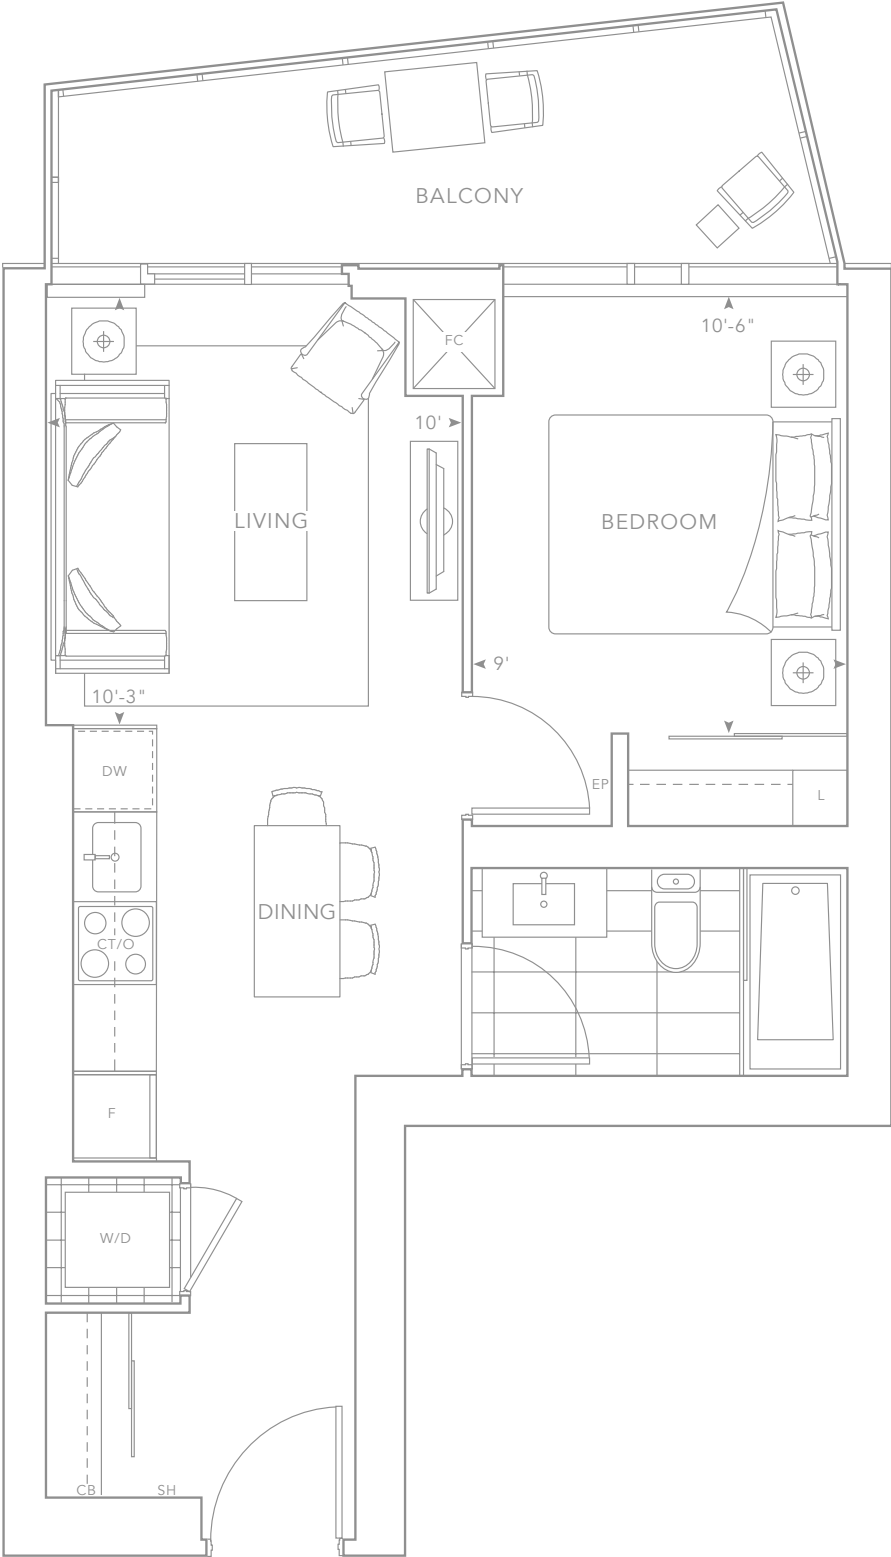 BALCONY
10'-6"
FC
10'
LIVING
BEDROOM
9'
10'-3"
DW
EP
L
DINING
CT/O
F
W/D
CB
SH